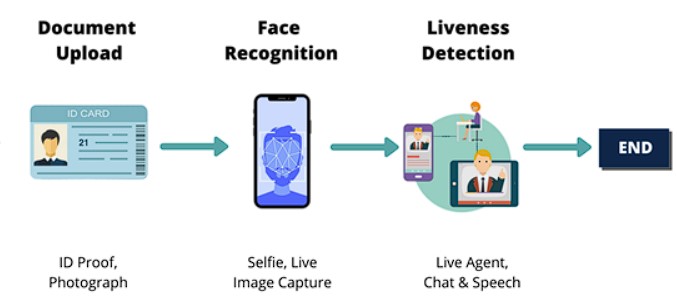 Document
Upload
Face
Recognition
Liveness
Detection
ID CARD
21
END
ID Proof,
Photograph
Selfie, Live
Image Capture
Live Agent,
Chat & Speech